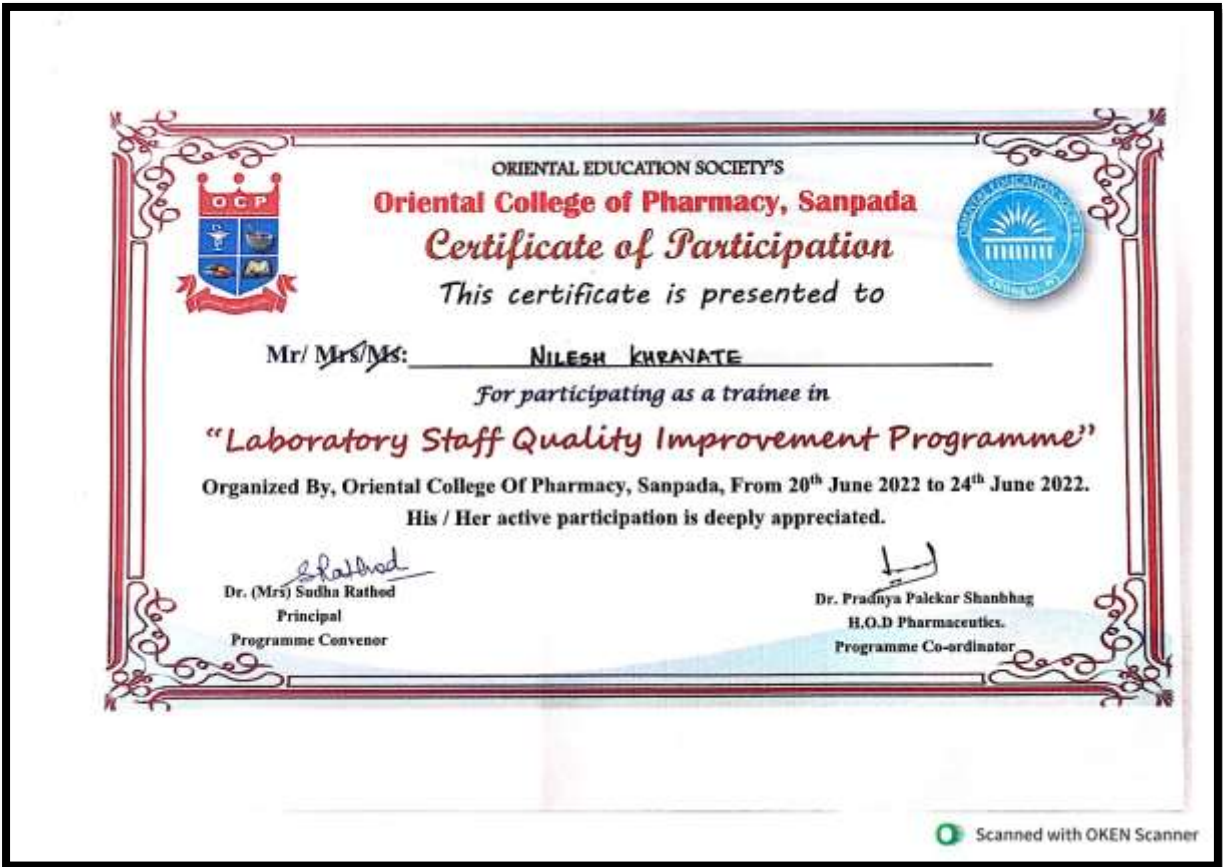 ORIENTAL EDUCATION SOCIETY'S
OCP
Oriental College of Pharmacy, Sanpada
Certificate of Participation
This certificate is presented to
Mr/ Mrs/Ms: NILESH KHRAVATE
For participating as a trainee in
“Laboratory Staff Quality Improvement Programme”
Organized By, Oriental College Of Pharmacy, Sanpada, From 20th June 2022 to 24th June 2022.
His / Her active participation is deeply appreciated.
SRathod
Dr. (Mrs) Sudha Rathod
Principal
Programme Convenor
Dr. Pradnya Palekar Shanbhag
H.O.D Pharmaceutics.
Programme Co-ordinator
Scanned with OKEN Scanner